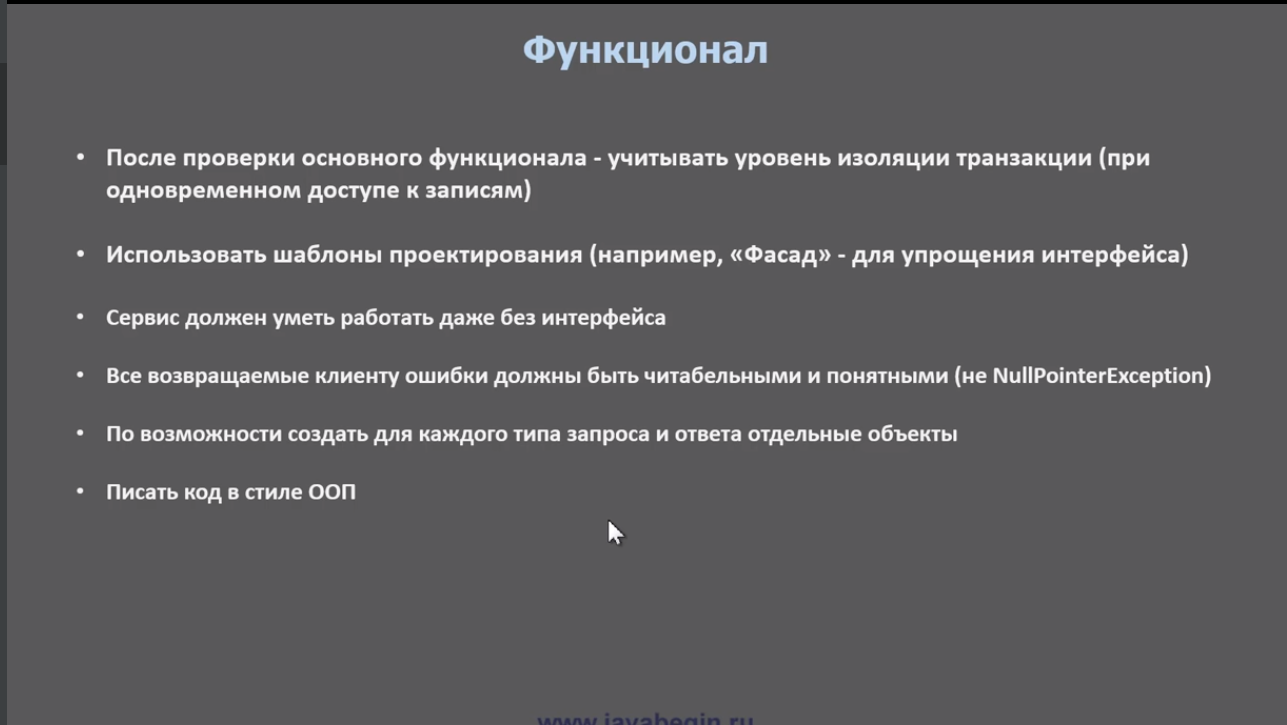 Функционал
• После проверки основного функционала - учитывать уровень изоляции транзакции (при
одновременном доступе к записям)
• Использовать шаблоны проектирования (например, «Фасад» - для упрощения интерфейса)
• Сервис должен уметь работать даже без интерфейса
• Все возвращаемые клиенту ошибки должны быть читабельными и понятными (не NullPointerException)
• По возможности создать для каждого типа запроса и ответа отдельные объекты
• Писать код в стиле ООП
www.javabegin.ru